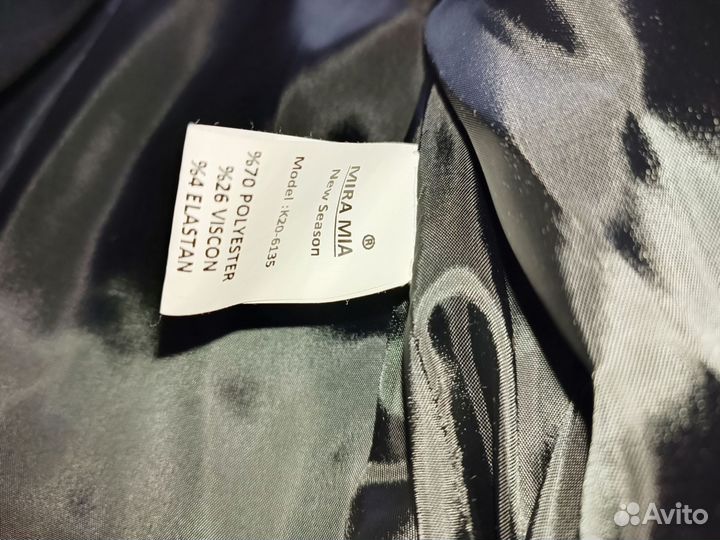 MIRA MIA ®
New Season
Model :K20-6135
%70 POLYESTER
%26 VISCON
%4 ELASTAN
Avito